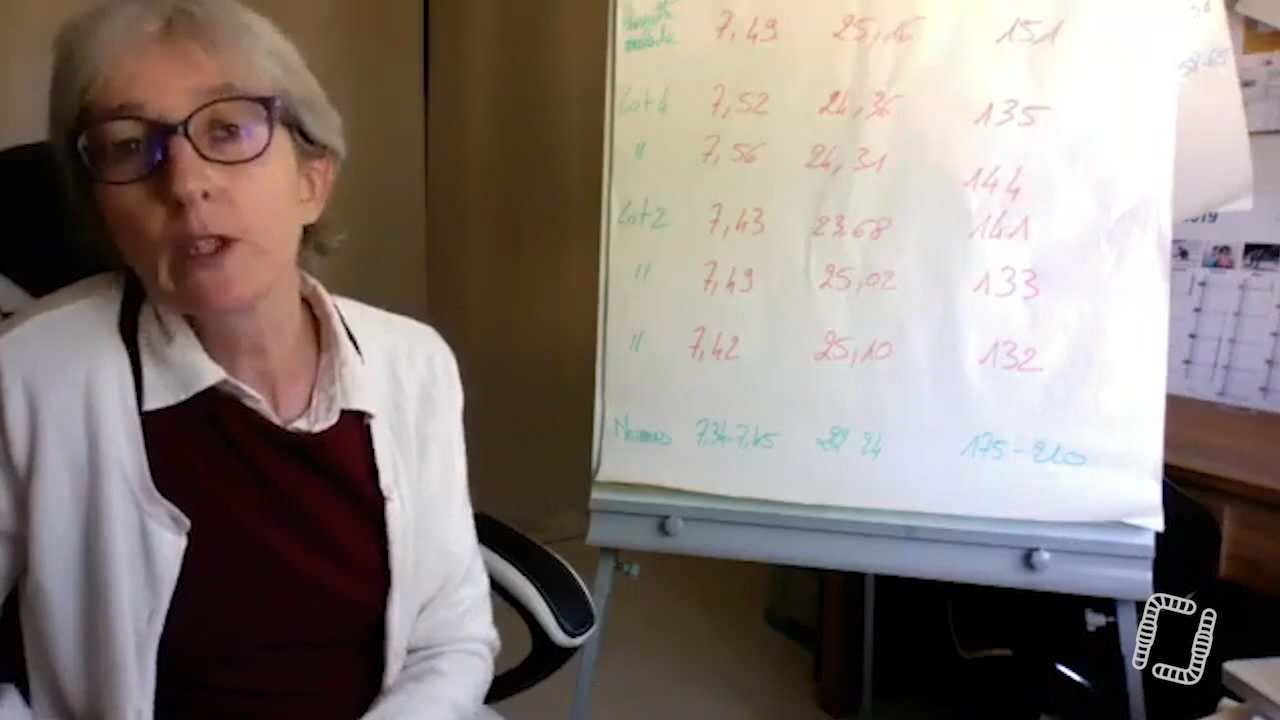 7,49 25,16 151
Lot 4 7,52 24,36 135
" 7,56 24,31 144
Lot 2 7,43 23,68 141
" 7,49 25,02 133
" 7,42 25,10 132
Normes 7,34-7,45 24 175-210